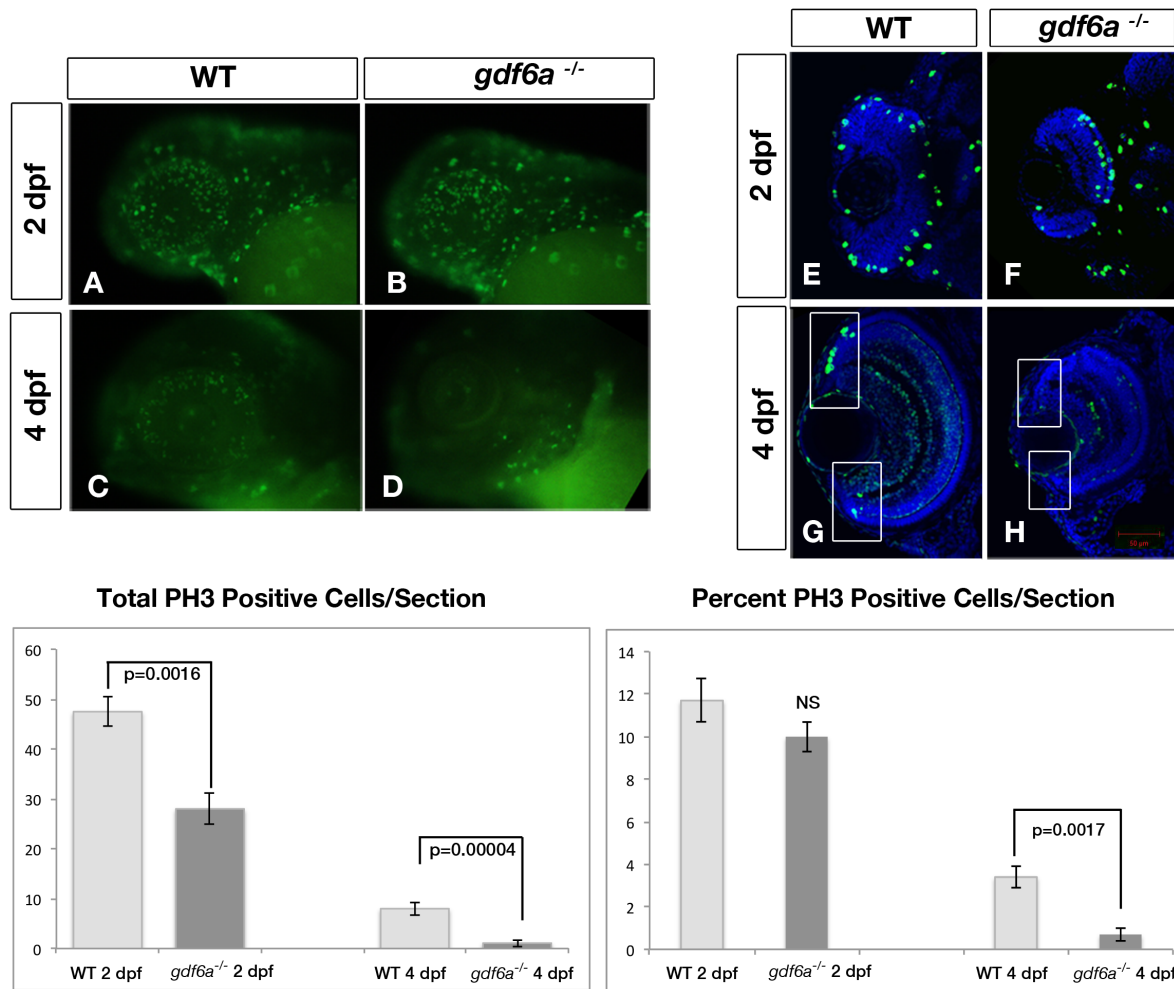 WT
gdf6a -/-
2 dpf
A
B
4 dpf
C
D
WT
gdf6a -/-
2 dpf
E
F
4 dpf
G
H
50 µm
Total PH3 Positive Cells/Section
60
50
40
30
20
10
0
p=0.0016
p=0.00004
WT 2 dpf
gdf6a-/- 2 dpf
WT 4 dpf
gdf6a-/- 4 dpf
Percent PH3 Positive Cells/Section
14
12
10
8
6
4
2
0
NS
p=0.0017
WT 2 dpf
gdf6a-/- 2 dpf
WT 4 dpf
gdf6a-/- 4 dpf